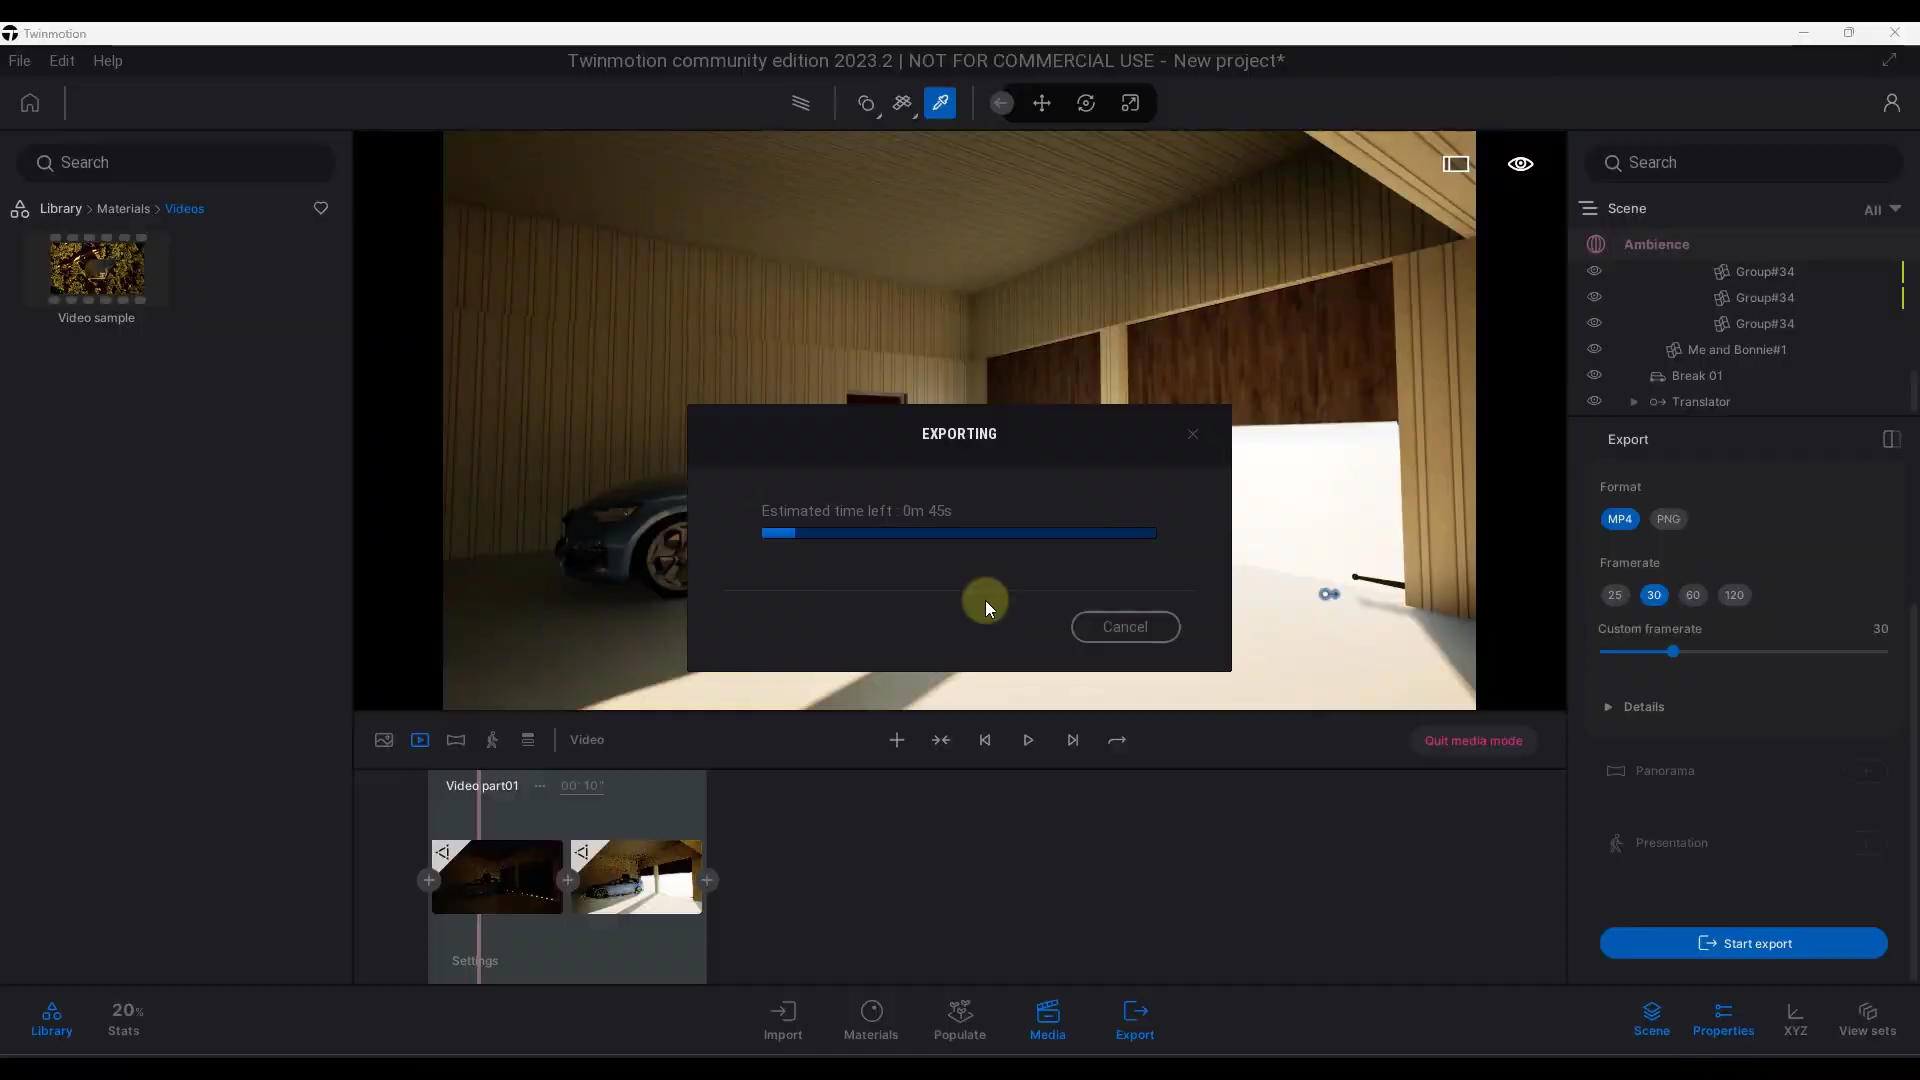 Twinmotion
File Edit Help
Twinmotion community edition 2023.2 | NOT FOR COMMERCIAL USE - New project*
Search
Library > Materials > Videos
Video sample
Search
Scene
All
Ambience
Group#34
Group#34
Group#34
Me and Bonnie#1
Break 01
Translator
EXPORTING
Estimated time left : 0m 45s
Cancel
Export
Format
MP4 PNG
Framerate
25 30 60 120
Custom framerate 30
Details
Panorama
Presentation
Start export
Video
Quit media mode
Video part01 ... 00' 10"
Settings
Library
20% Stats
Import
Materials
Populate
Media
Export
Scene
Properties
XYZ
View sets